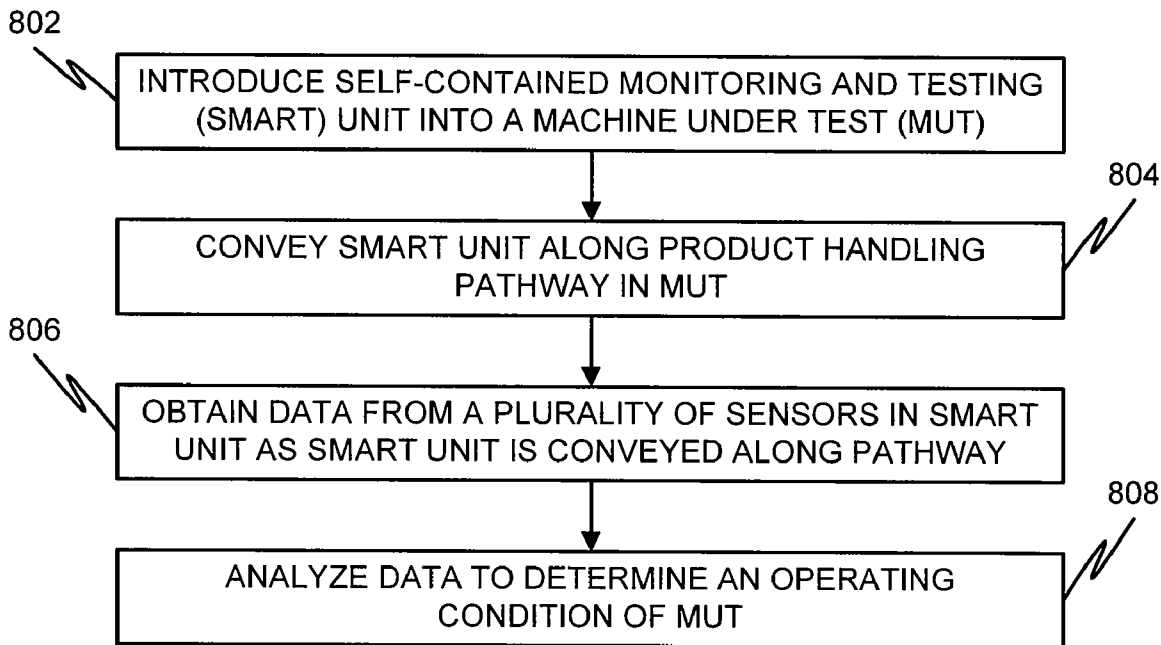 802
INTRODUCE SELF-CONTAINED MONITORING AND TESTING
(SMART) UNIT INTO A MACHINE UNDER TEST (MUT)
804
CONVEY SMART UNIT ALONG PRODUCT HANDLING
PATHWAY IN MUT
806
OBTAIN DATA FROM A PLURALITY OF SENSORS IN SMART
UNIT AS SMART UNIT IS CONVEYED ALONG PATHWAY
808
ANALYZE DATA TO DETERMINE AN OPERATING
CONDITION OF MUT